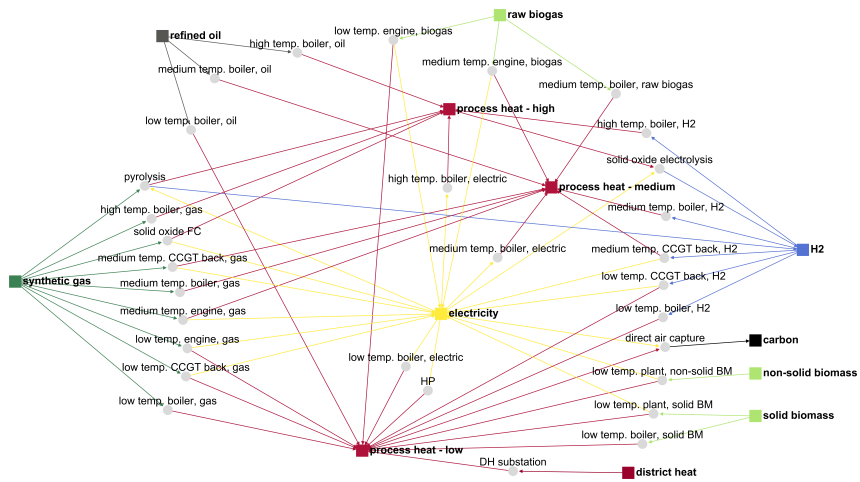 raw biogas
low temp. engine, biogas
refined oil
high temp. boiler, oil
medium temp. engine, biogas
medium temp. boiler, oil
medium temp. boiler, raw biogas
process heat - high
low temp. boiler, oil
high temp. boiler, H2
solid oxide electrolysis
pyrolysis
high temp. boiler, electric
process heat - medium
high temp. boiler, gas
medium temp. boiler, H2
solid oxide FC
medium temp. boiler, electric
medium temp. CCGT back, H2
H2
medium temp. CCGT back, gas
low temp. CCGT back, H2
synthetic gas
medium temp. boiler, gas
low temp. boiler, H2
medium temp. engine, gas
electricity
low temp. engine, gas
direct air capture
carbon
low temp. boiler, electric
low temp. CCGT back, gas
HP
low temp. plant, non-solid BM
non-solid biomass
low temp. boiler, gas
low temp. plant, solid BM
solid biomass
low temp. boiler, solid BM
process heat - low
DH substation
district heat